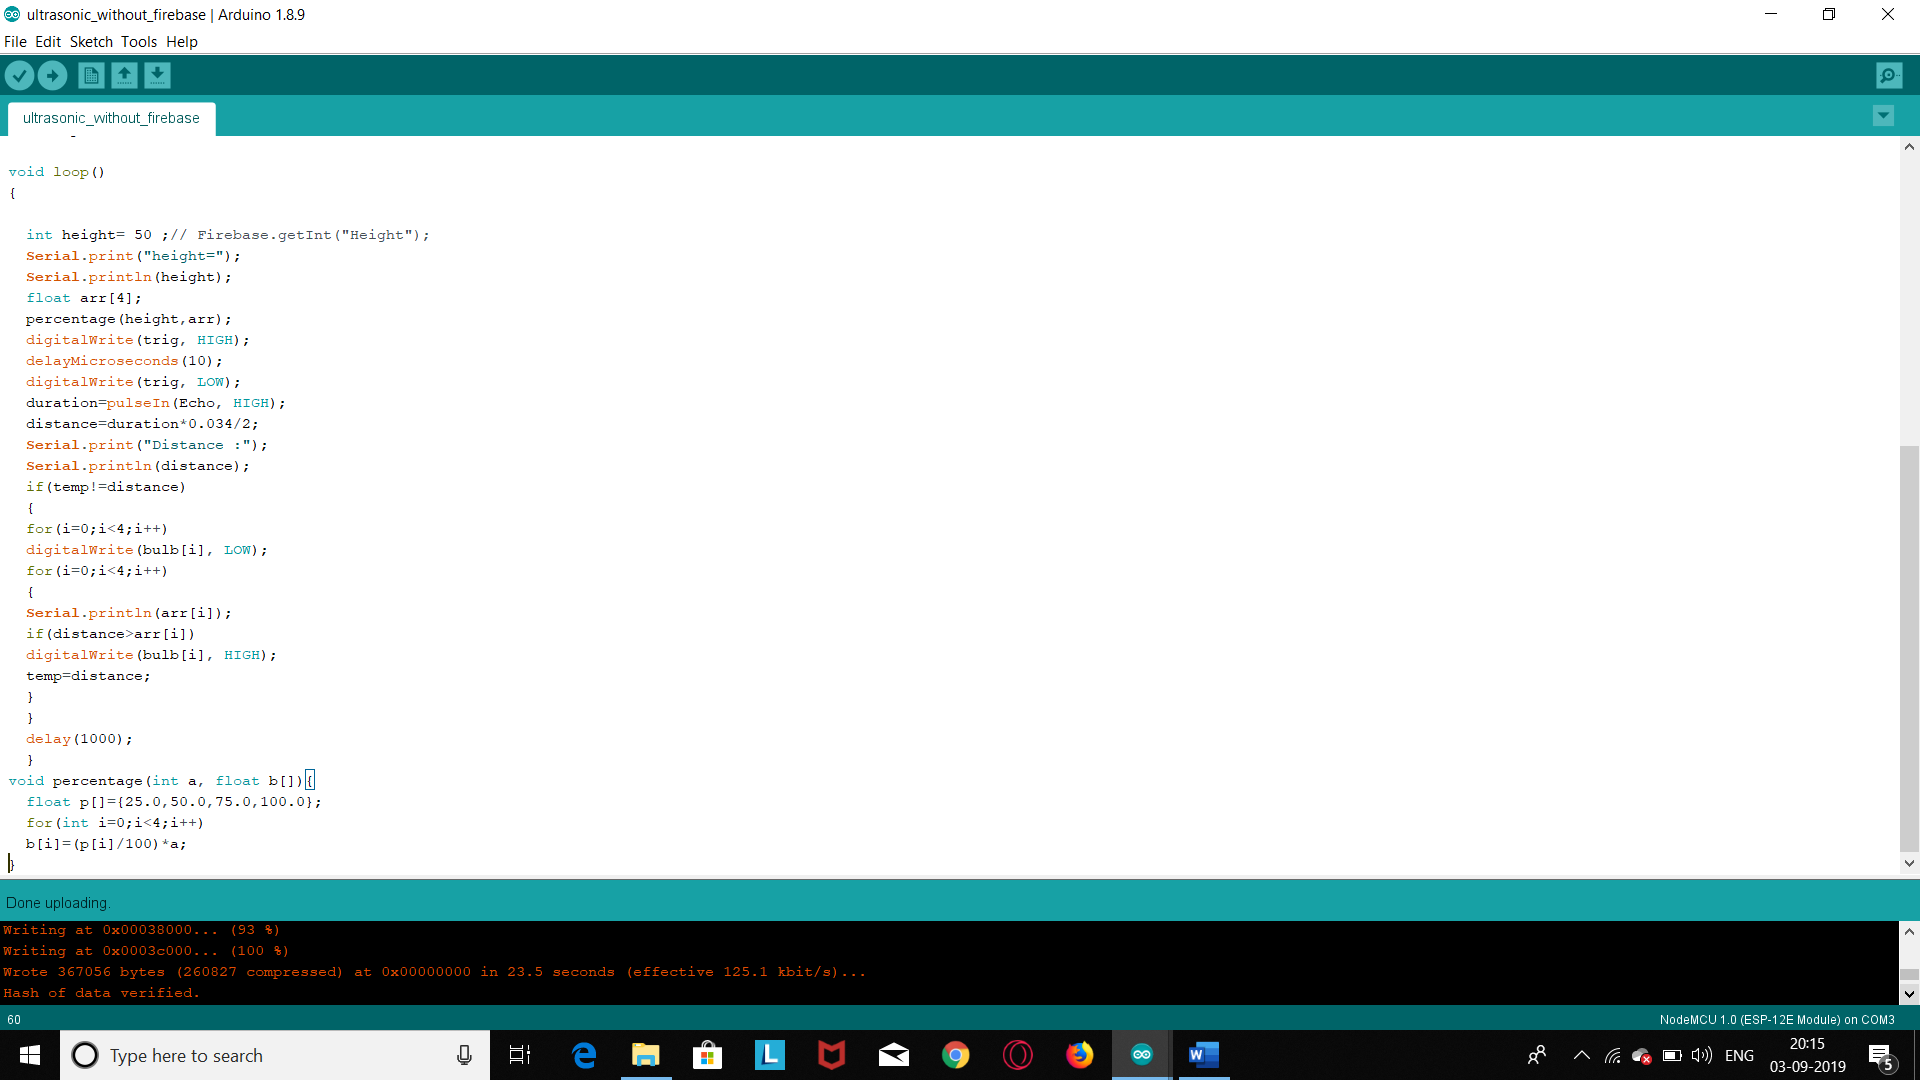 ultrasonic_without_firebase | Arduino 1.8.9
File Edit Sketch Tools Help
ultrasonic_without_firebase
void loop()
{
int height= 50 ;// Firebase.getInt("Height");
Serial.print("height=");
Serial.println(height);
float arr[4];
percentage(height,arr);
digitalWrite(trig, HIGH);
delayMicroseconds(10);
digitalWrite(trig, LOW);
duration=pulseIn(Echo, HIGH);
distance=duration*0.034/2;
Serial.print("Distance :");
Serial.println(distance);
if(temp!=distance)
{
for(i=0;i<4;i++)
digitalWrite(bulb[i], LOW);
for(i=0;i<4;i++)
{
Serial.println(arr[i]);
if(distance>arr[i])
digitalWrite(bulb[i], HIGH);
temp=distance;
}
}
delay(1000);
}
void percentage(int a, float b[]){
float p[]={25.0,50.0,75.0,100.0};
for(int i=0;i<4;i++)
b[i]=(p[i]/100)*a;
}
Done uploading.
Writing at 0x00038000... (93 %)
Writing at 0x0003c000... (100 %)
Wrote 367056 bytes (260827 compressed) at 0x00000000 in 23.5 seconds (effective 125.1 kbit/s)...
Hash of data verified.
60
NodeMCU 1.0 (ESP-12E Module) on COM3
Type here to search
ENG
20:15
03-09-2019
5